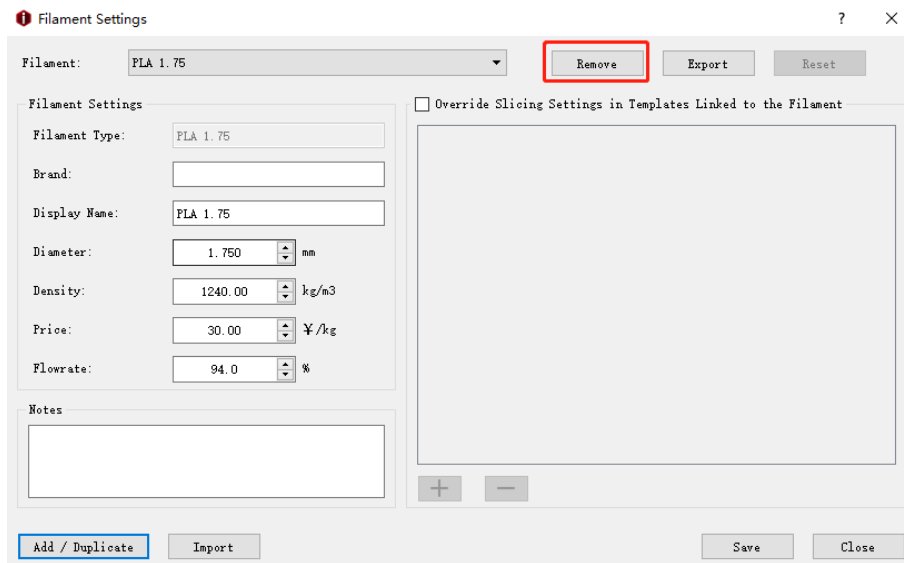 Filament Settings
?
Filament:
PLA 1.75
Remove
Export
Reset
Filament Settings
Filament Type:
PLA 1.75
Brand:
Display Name:
PLA 1.75
Diameter:
1.750
mm
Density:
1240.00
kg/m3
Price:
30.00
¥/kg
Flowrate:
94.0
%
Notes
Override Slicing Settings in Templates Linked to the Filament
Add / Duplicate
Import
Save
Close